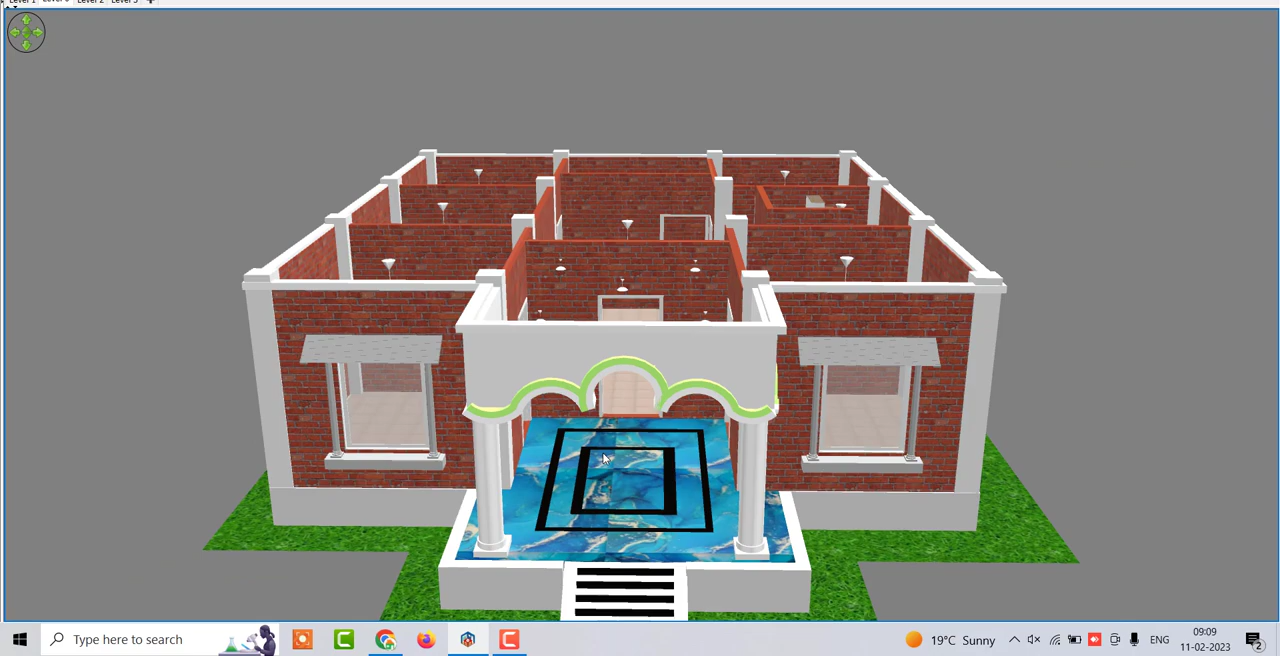 Level 1 Level 2 Level 3
Type here to search
19°C Sunny
ENG
09:09
11-02-2023
2